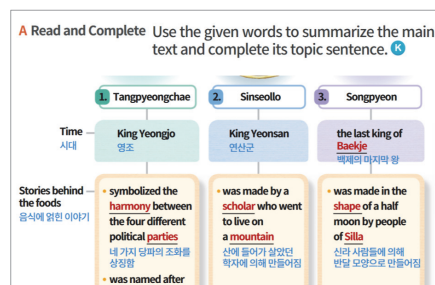 A Read and Complete Use the given words to summarize the main
text and complete its topic sentence. K
1. Tangpyeongchae
2. Sinseollo
3. Songpyeon
Time
시대
King Yeongjo
영조
King Yeonsan
연산군
the last king of
Baekje
백제의 마지막 왕
Stories behind
the foods
음식에 얽힌 이야기
• symbolized the
harmony between
the four different
political parties
네 가지 당파의 조화를
상징함
• was named after
• was made by a
scholar who went
to live on
a mountain
산에 들어가 살았던
학자에 의해 만들어짐
• was made in the
shape of a half
moon by people
of Silla
신라 사람들에 의해
반달 모양으로 만들어짐